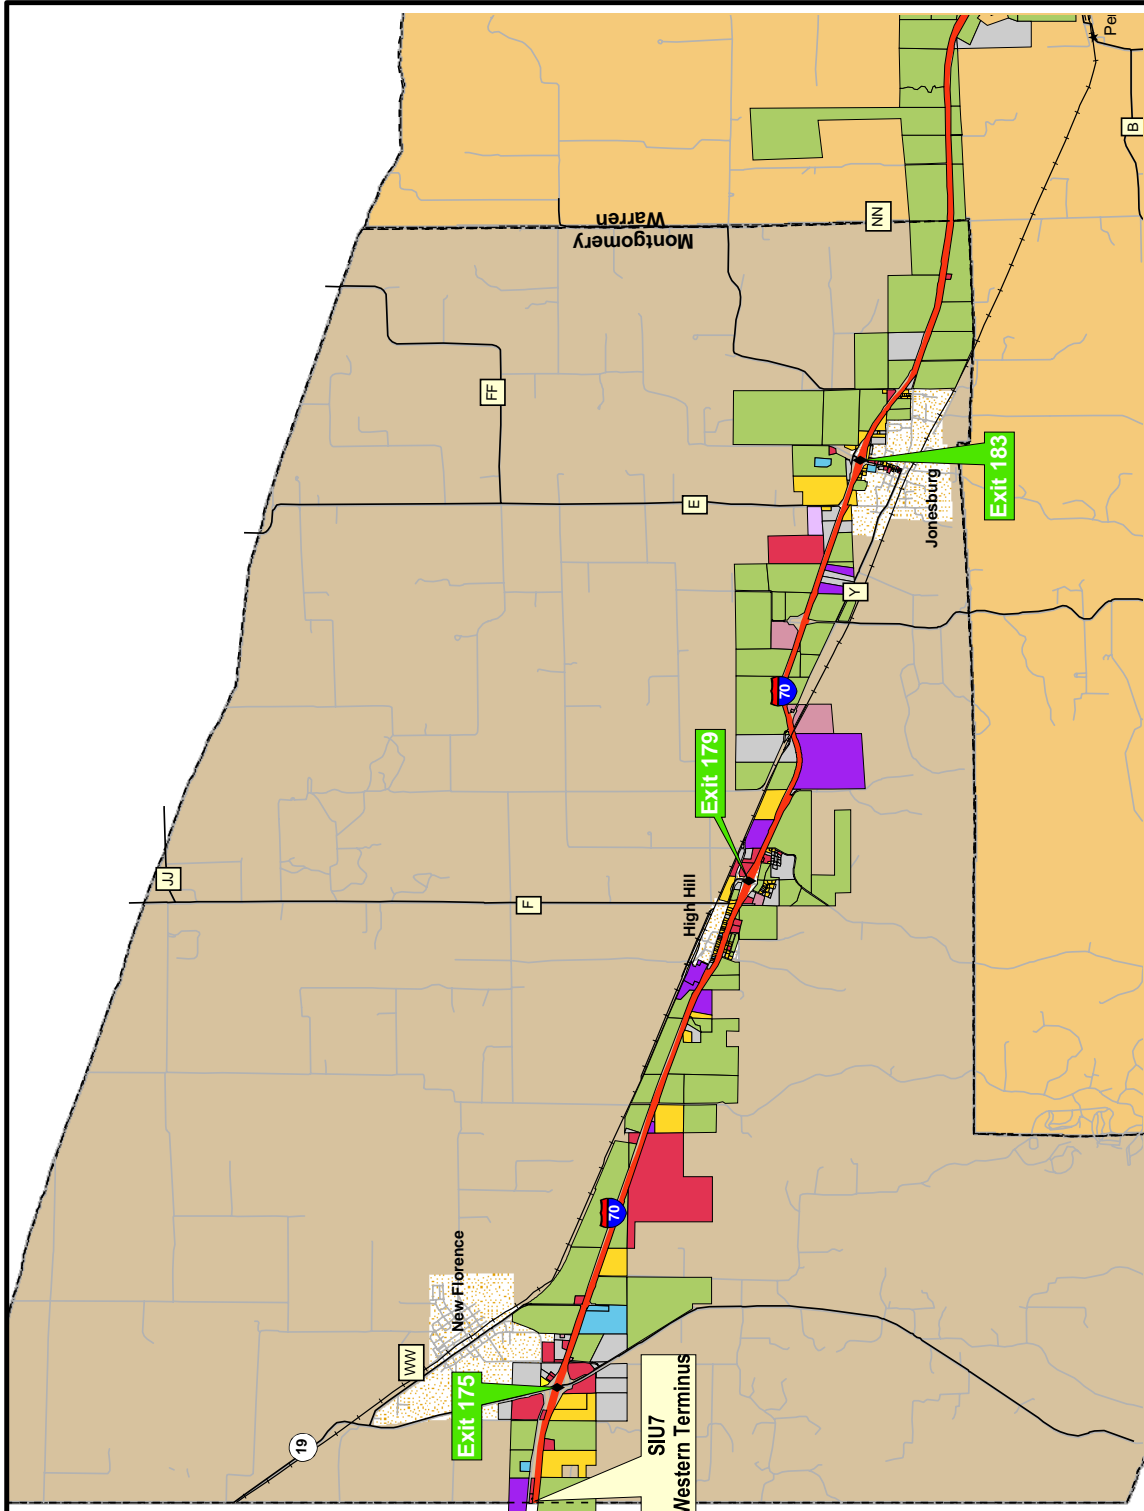 Per
B
NN
Warren
Montgomery
FF
E
Exit 183
Jonesburg
Y
70
Exit 179
JJ
F
High Hill
70
New Florence
WW
Exit 175
19
SIU7
Western Terminus